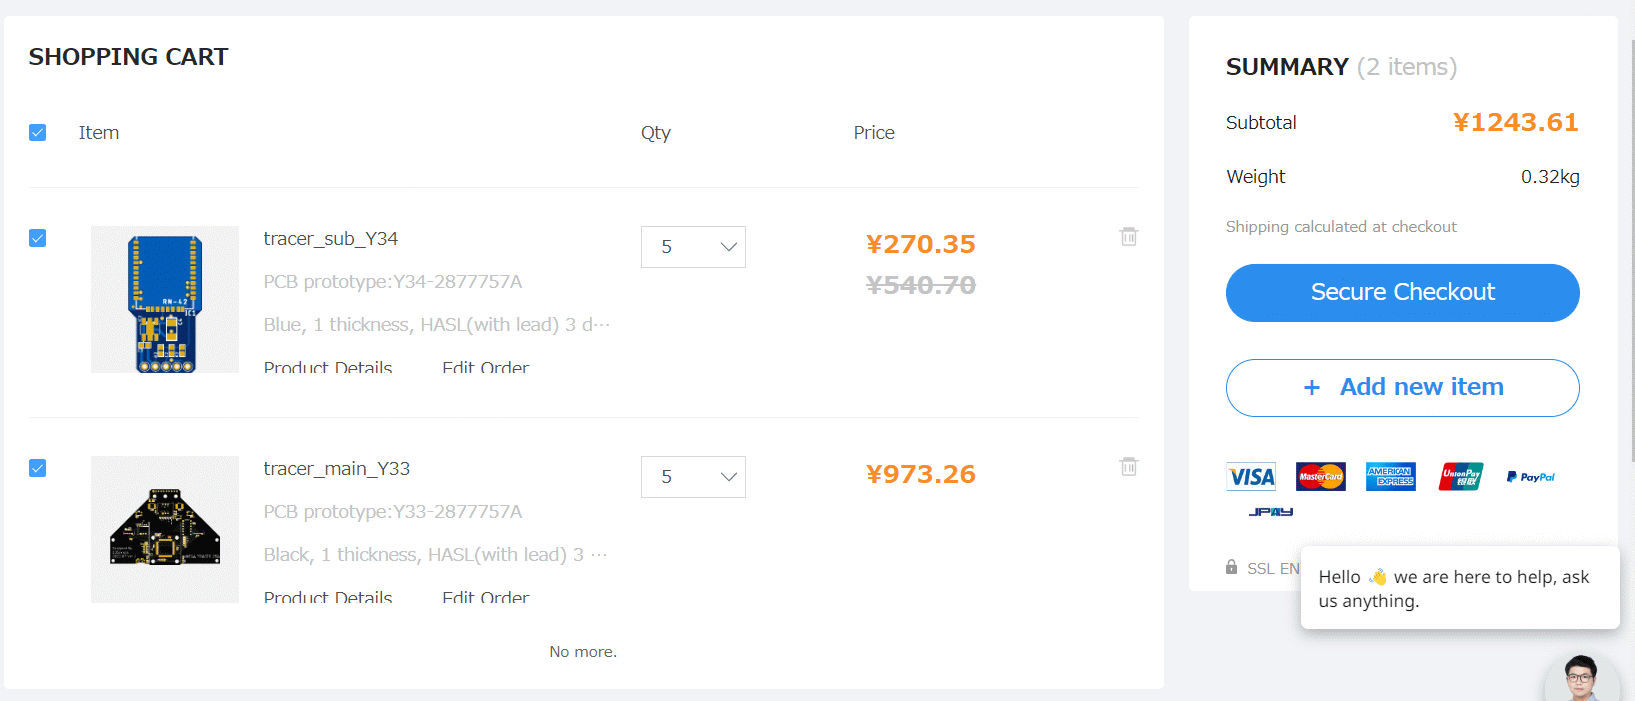 SHOPPING CART
Item Qty Price
tracer_sub_Y34
PCB prototype:Y34-2877757A
Blue, 1 thickness, HASL(with lead) 3 d···
Product Details Edit Order
5
¥270.35
¥540.70
RN-42
IC1
tracer_main_Y33
PCB prototype:Y33-2877757A
Black, 1 thickness, HASL(with lead) 3 ···
Product Details Edit Order
5
¥973.26
No more.
SUMMARY (2 items)
Subtotal ¥1243.61
Weight 0.32kg
Shipping calculated at checkout
Secure Checkout
+ Add new item
VISA MasterCard AMERICAN EXPRESS UnionPay 银联 PayPal
JPAY
SSL EN
Hello 👋 we are here to help, ask
us anything.